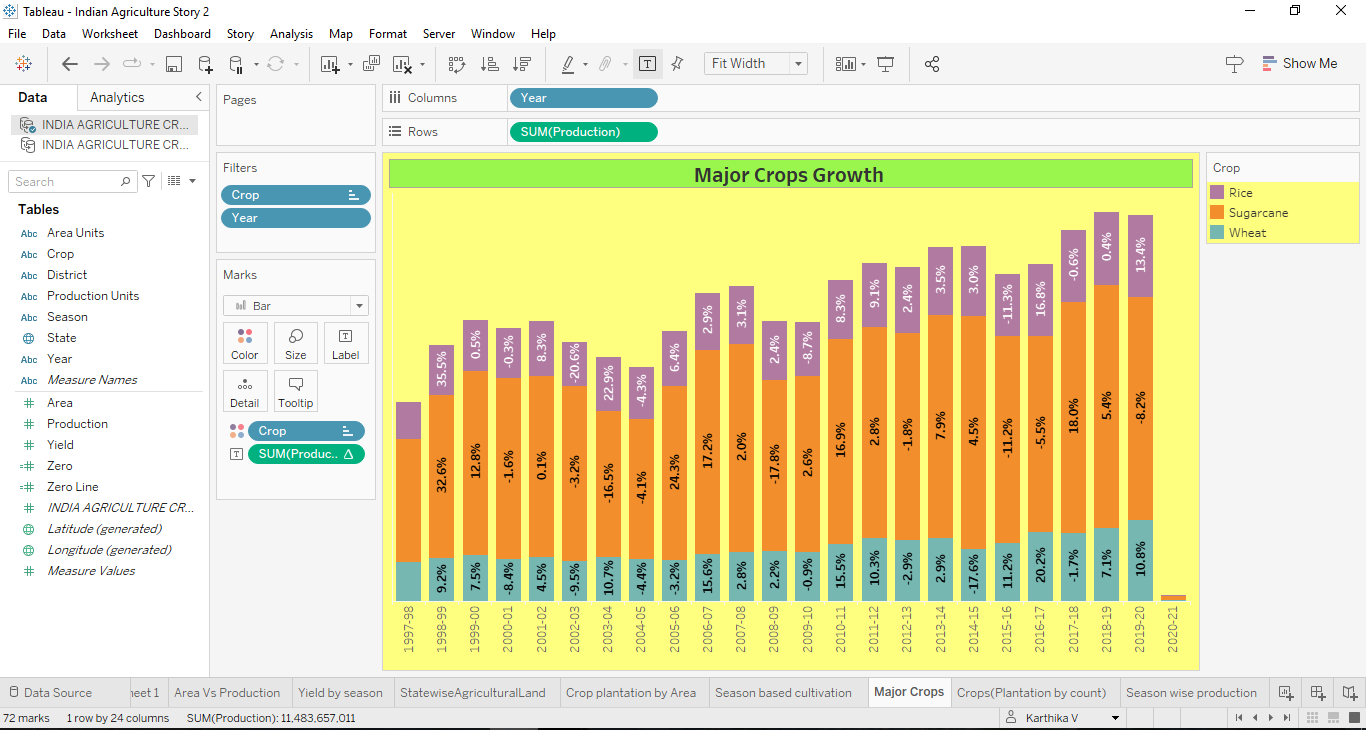 Tableau - Indian Agriculture Story 2
File Data Worksheet Dashboard Story Analysis Map Format Server Window Help
Fit Width Show Me
Data Analytics
INDIA AGRICULTURE CR...
INDIA AGRICULTURE CR...
Search
Tables
Abc Area Units
Abc Crop
Abc District
Abc Production Units
Abc Season
State
Abc Year
Abc Measure Names
Area
Production
Yield
Zero
Zero Line
INDIA AGRICULTURE CR...
Latitude (generated)
Longitude (generated)
Measure Values
Pages
Filters
Crop
Year
Marks
Bar
Color Size Label
Detail Tooltip
Crop
SUM(Produc..
Columns Year
Rows SUM(Production)
Major Crops Growth
35.5% 0.5% -0.3% 8.3% -20.6% 22.9% -4.3% 6.4% 2.9% 3.1% 2.4% -8.7% 8.3% 9.1% 2.4% 3.5% 3.0% -11.3% 16.8% -0.6% 0.4% 13.4%
32.6% 12.8% -1.6% 0.1% -3.2% -16.5% -4.1% 24.3% 17.2% 2.0% -17.8% 2.6% 16.9% 2.8% -1.8% 7.9% 4.5% -11.2% -5.5% 18.0% 5.4% -8.2%
9.2% 7.5% -8.4% 4.5% -9.5% 10.7% -4.4% -3.2% 15.6% 2.8% 2.2% -0.9% 15.5% 10.3% -2.9% 2.9% -17.6% 11.2% 20.2% -1.7% 7.1% 10.8%
1997-98 1998-99 1999-00 2000-01 2001-02 2002-03 2003-04 2004-05 2005-06 2006-07 2007-08 2008-09 2009-10 2010-11 2011-12 2012-13 2013-14 2014-15 2015-16 2016-17 2017-18 2018-19 2019-20 2020-21
Crop
Rice
Sugarcane
Wheat
Data Source neet 1 Area Vs Production Yield by season StatewiseAgriculturalLand Crop plantation by Area Season based cultivation Major Crops Crops(Plantation by count) Season wise production
72 marks 1 row by 24 columns SUM(Production): 11,483,657,011 Karthika V